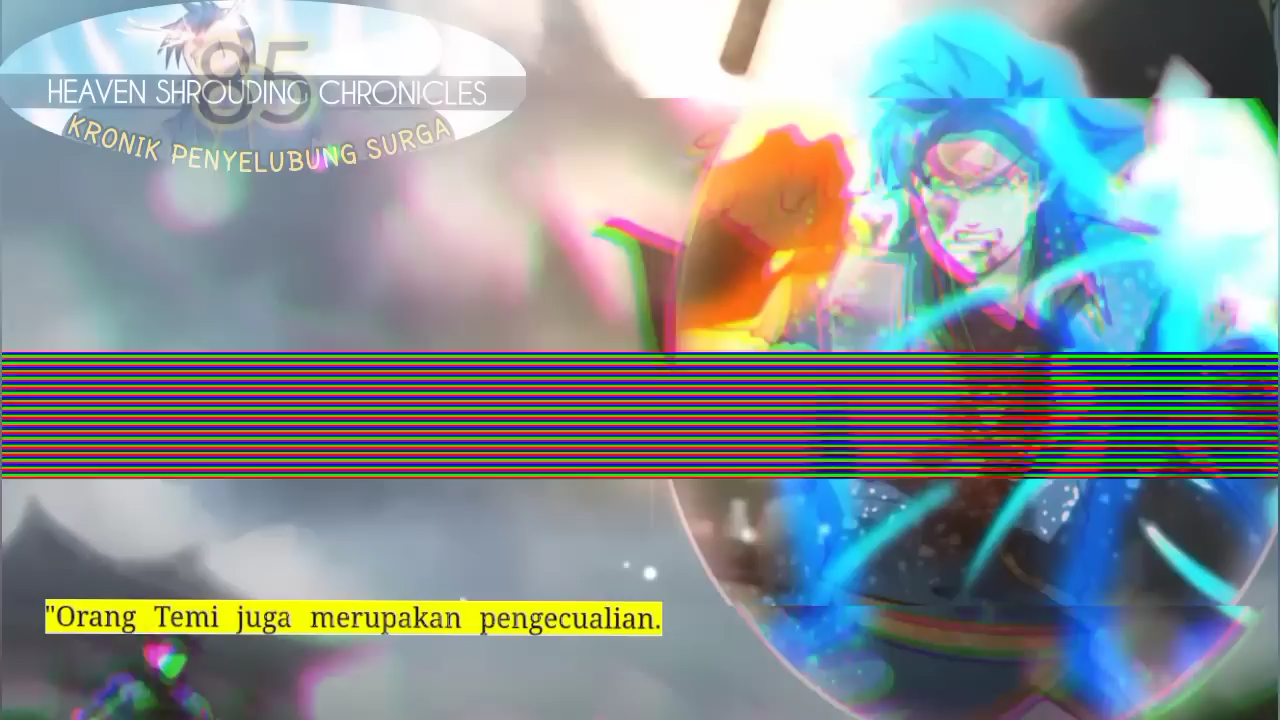 85
HEAVEN SHROUDING CHRONICLES
KRONIK PENYELUBUNG SURGA
"Orang Temi juga merupakan pengecualian.